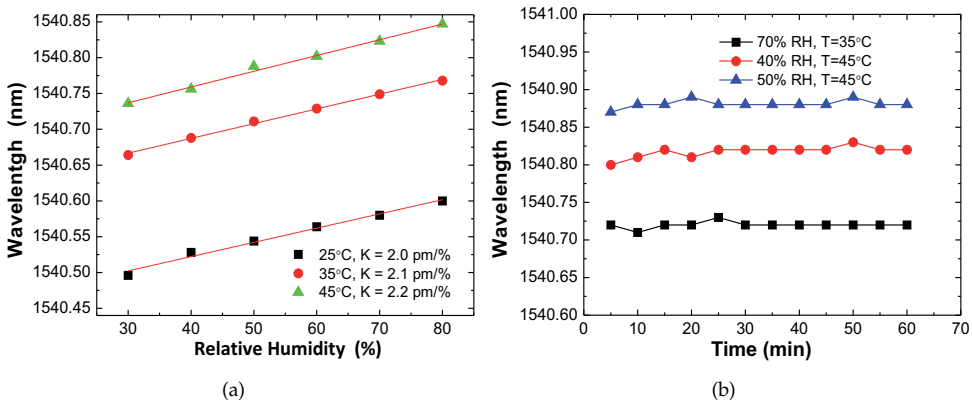 1540.85
1540.80
1540.75
1540.70
1540.65
1540.60
1540.55
1540.50
1540.45
Wavelentgh (nm)
25°C, K = 2.0 pm/%
35°C, K = 2.1 pm/%
45°C, K = 2.2 pm/%
30 40 50 60 70 80
Relative Humidity (%)
(a)
1541.00
1540.95
1540.90
1540.85
1540.80
1540.75
1540.70
1540.65
1540.60
Wavelength (nm)
70% RH, T=35°C
40% RH, T=45°C
50% RH, T=45°C
0 10 20 30 40 50 60 70
Time (min)
(b)